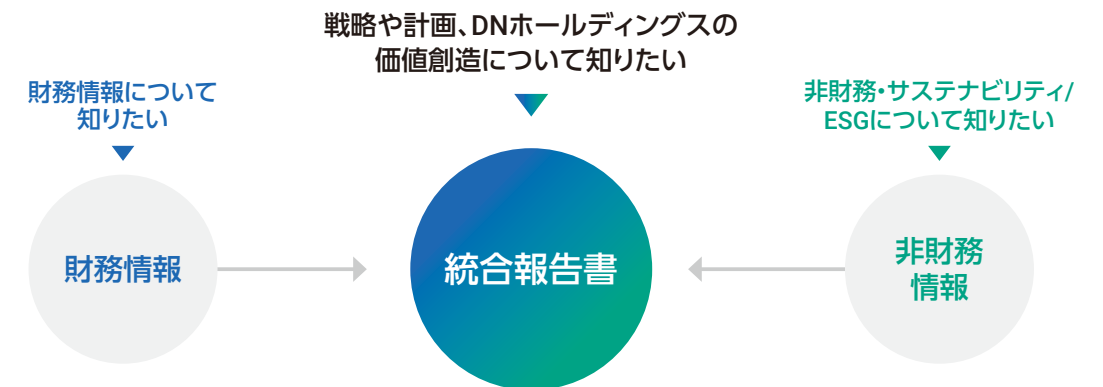 戦略や計画、DNホールディングスの
価値創造について知りたい
財務情報について
知りたい
非財務・サステナビリティ/
ESGについて知りたい
財務情報
統合報告書
非財務
情報